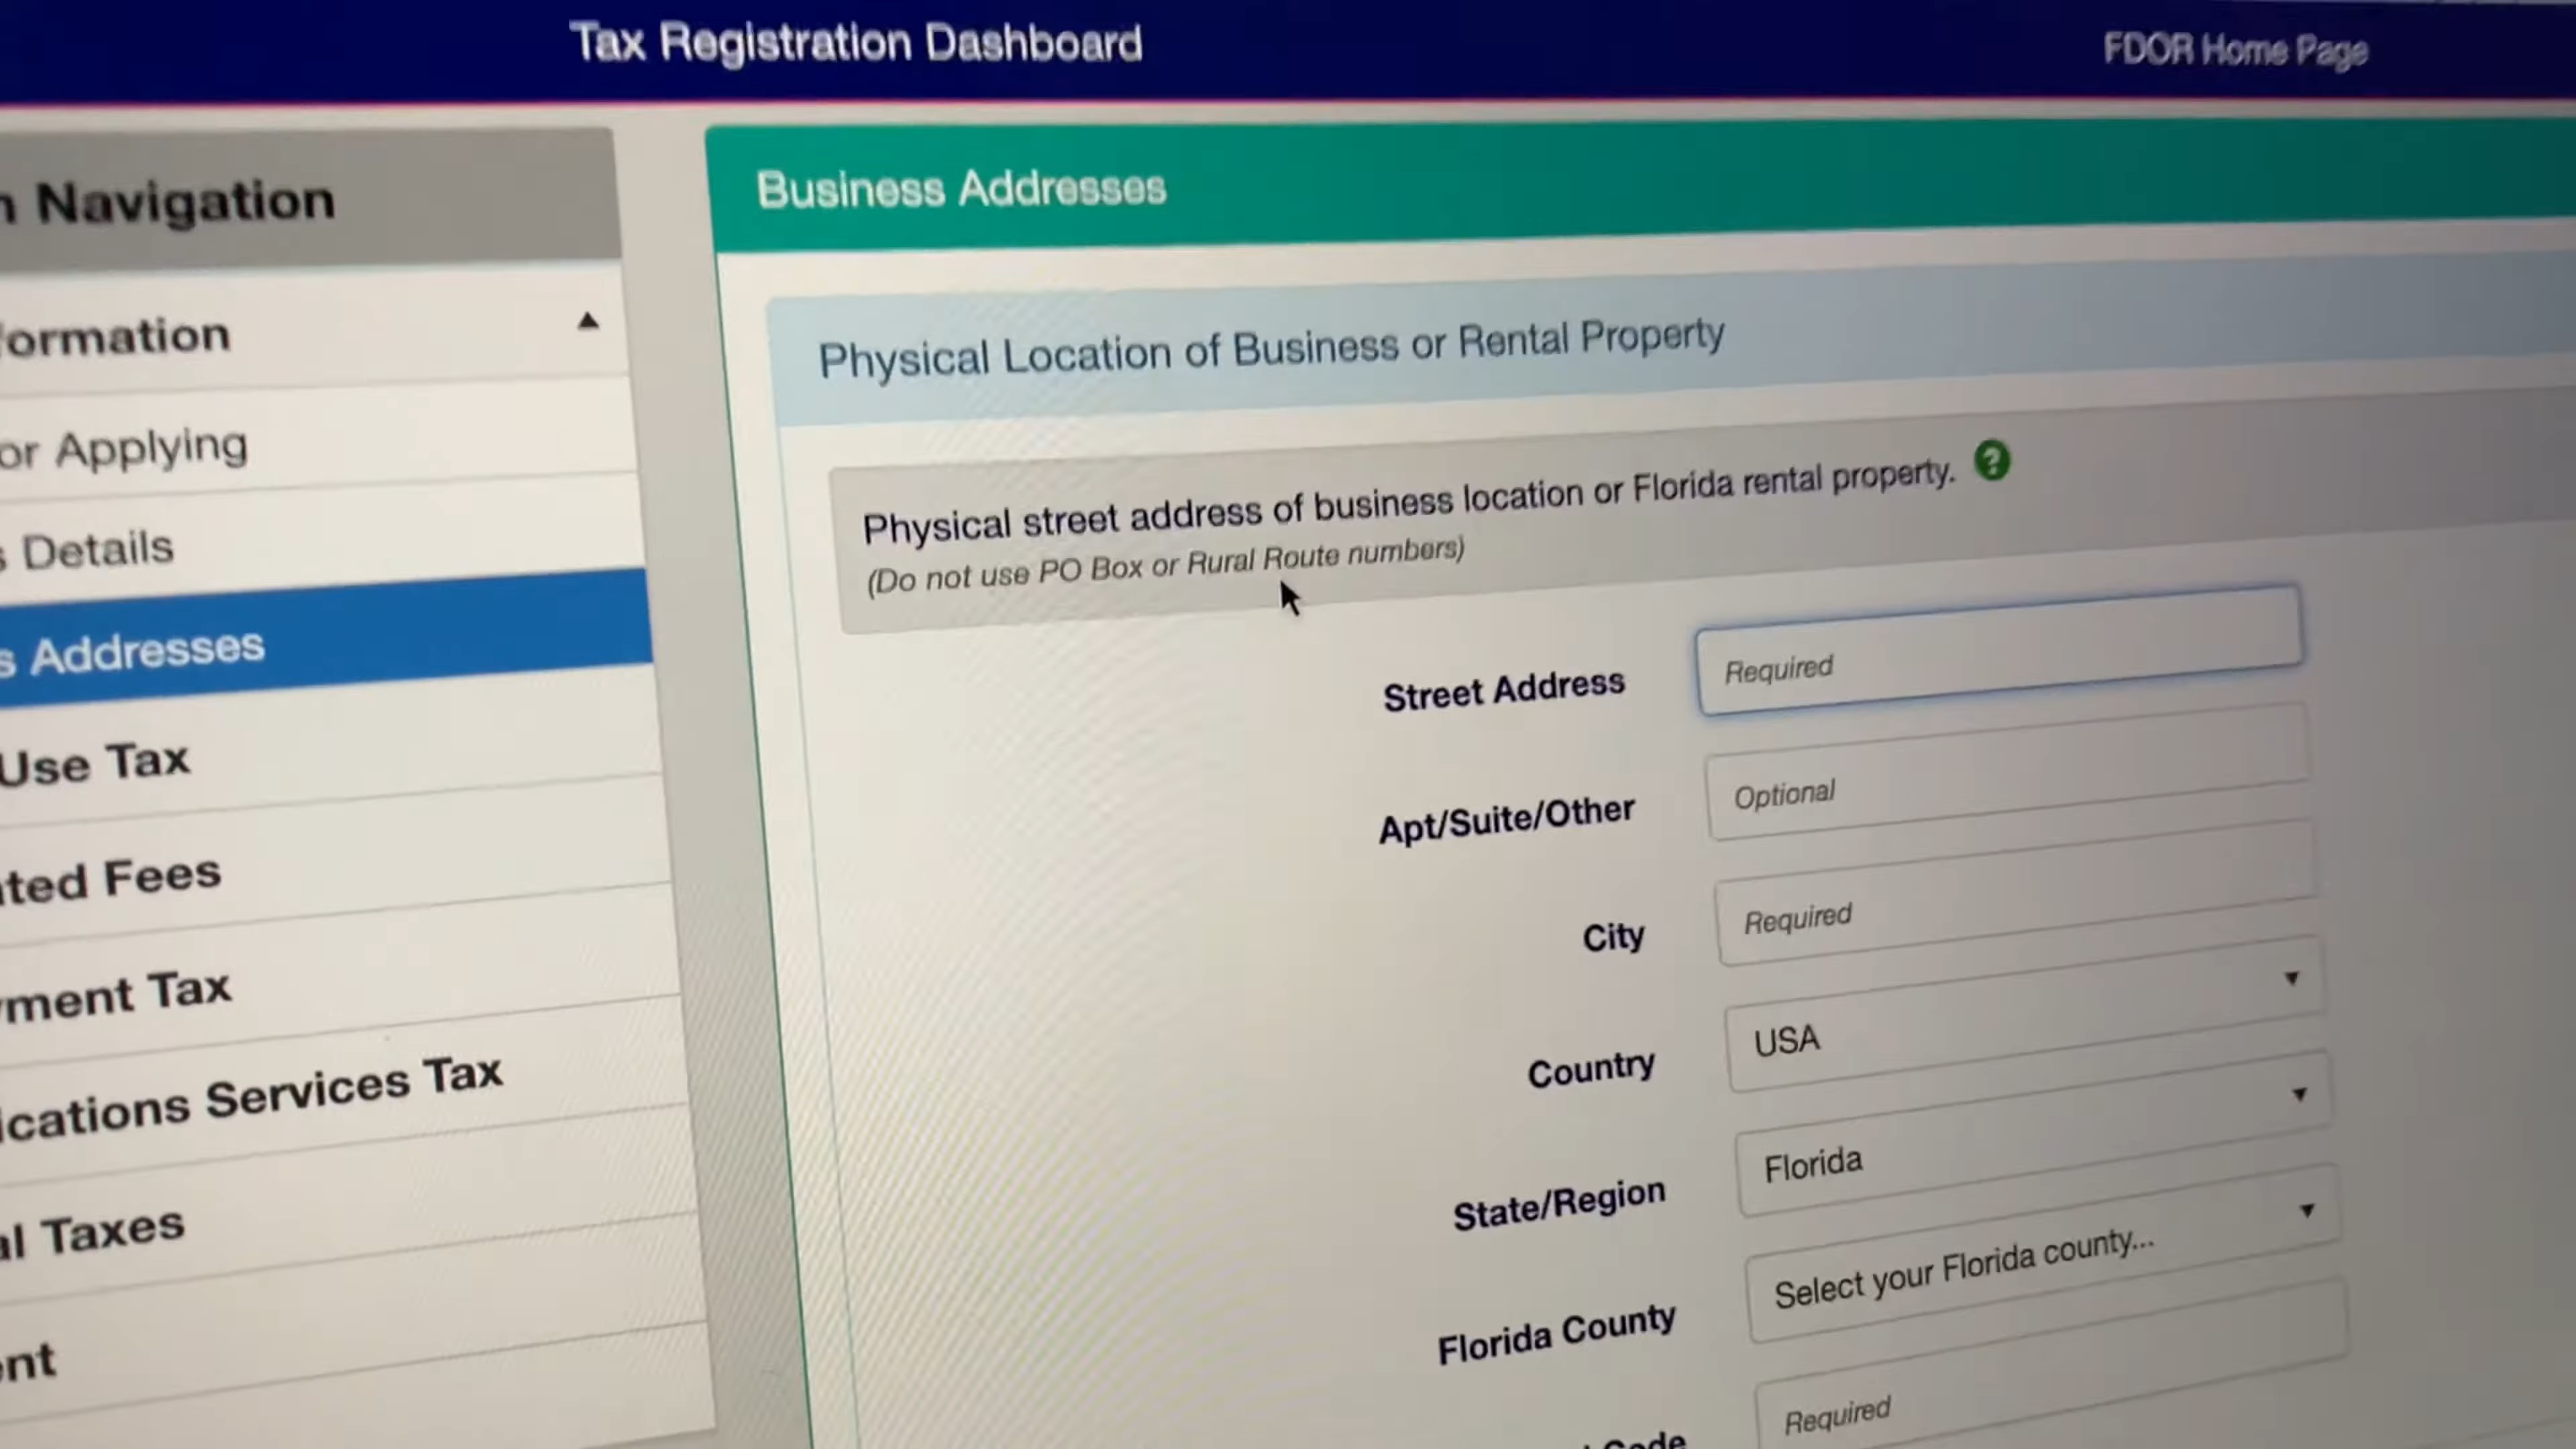 Tax Registration Dashboard
FDOR Home Page
Navigation
ormation
or Applying
s Details
s Addresses
Use Tax
ted Fees
ment Tax
ications Services Tax
al Taxes
nt
Business Addresses
Physical Location of Business or Rental Property
Physical street address of business location or Florida rental property. ?
(Do not use PO Box or Rural Route numbers)
Street Address
Required
Apt/Suite/Other
Optional
City
Required
Country
USA
State/Region
Florida
Florida County
Select your Florida county...
Code
Required